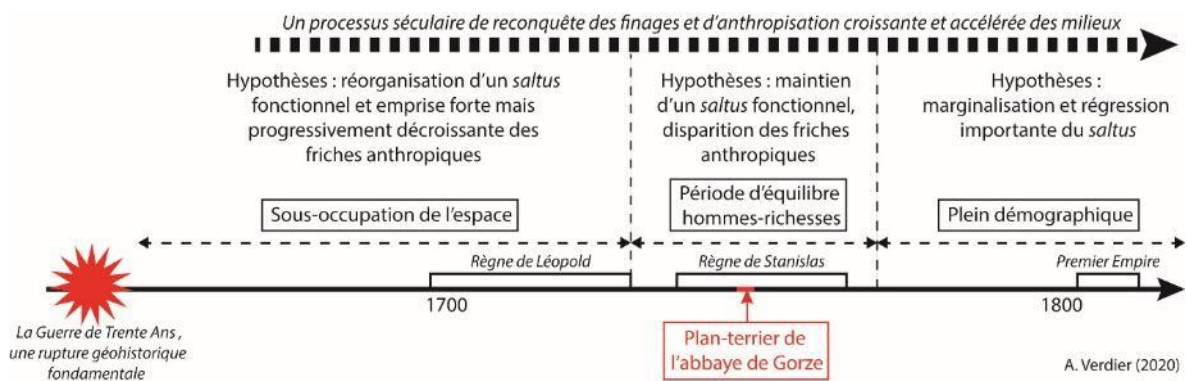 Un processus séculaire de reconquête des finages et d'anthropisation croissante et accélérée des milieux
Hypothèses : réorganisation d'un saltus
fonctionnel et emprise forte mais
progressivement décroissante des
friches anthropiques
Hypothèses : maintien
d'un saltus fonctionnel,
disparition des friches
anthropiques
Hypothèses :
marginalisation et régression
importante du saltus
Sous-occupation de l'espace
Période d'équilibre
hommes-richesses
Plein démographique
Règne de Léopold
Règne de Stanislas
Premier Empire
1700
1800
La Guerre de Trente Ans ,
une rupture géohistorique
fondamentale
Plan-terrier de
l'abbaye de Gorze
A. Verdier (2020)